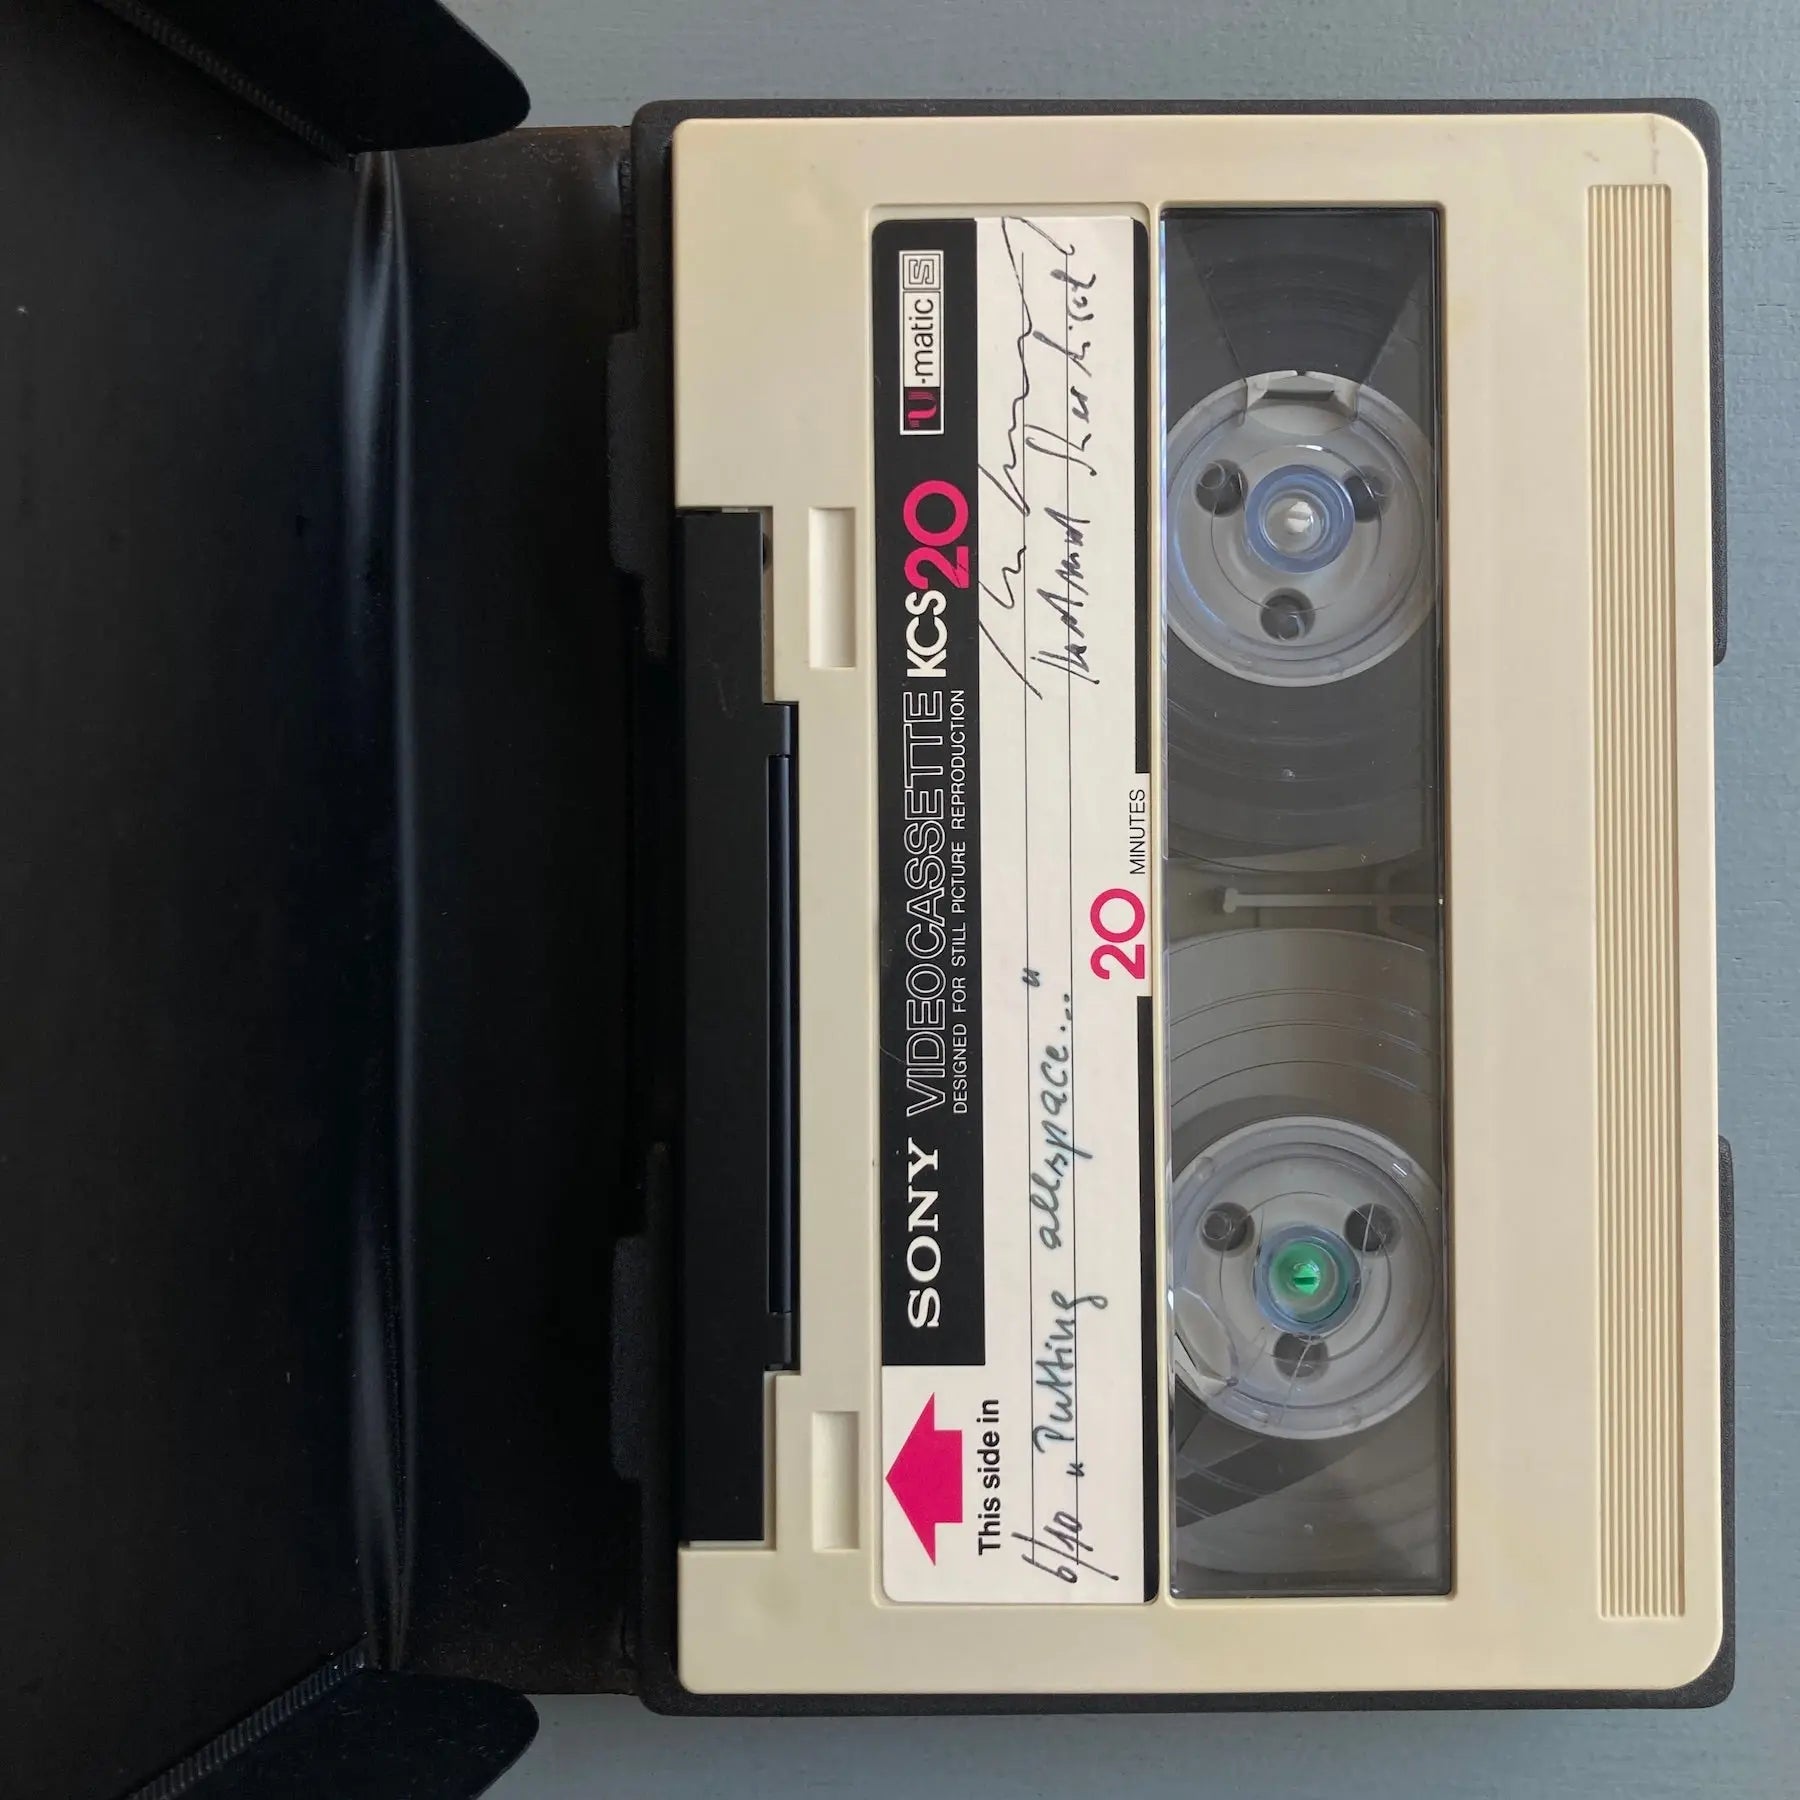 SONY VIDEOCASSETTE KCS20
U-matic S
DESIGNED FOR STILL PICTURE REPRODUCTION
This side in
6/10 „Putting allspace..."
20 MINUTES